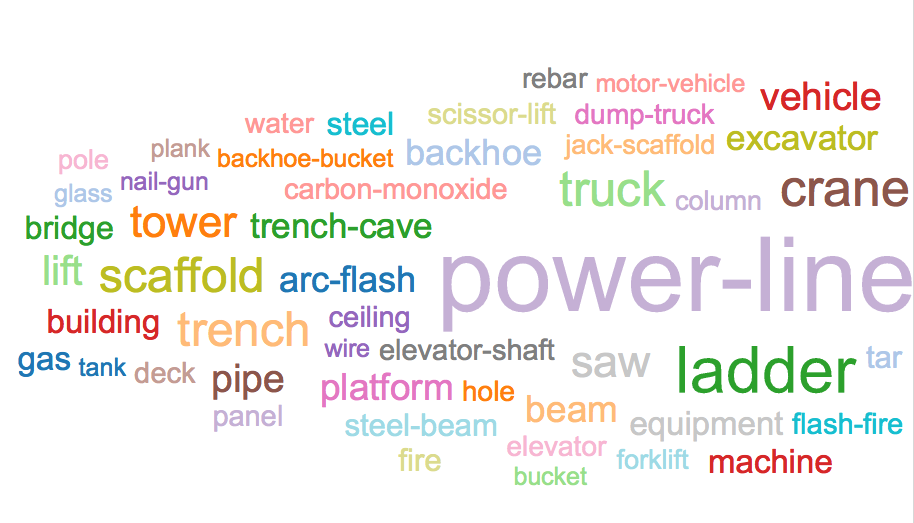 rebar motor-vehicle vehicle
water steel scissor-lift dump-truck
pole plank backhoe-bucket backhoe jack-scaffold excavator
glass nail-gun carbon-monoxide truck column crane
bridge tower trench-cave
lift scaffold arc-flash power-line
building trench ceiling
gas tank deck pipe wire elevator-shaft saw ladder tar
panel platform hole beam equipment flash-fire
steel-beam elevator forklift machine
fire bucket